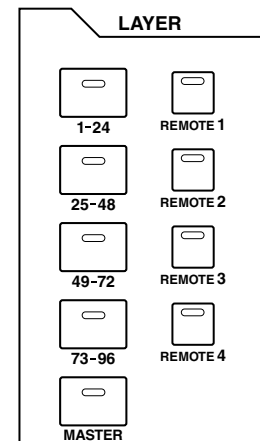 LAYER
1-24 REMOTE 1
25-48 REMOTE 2
49-72 REMOTE 3
73-96 REMOTE 4
MASTER